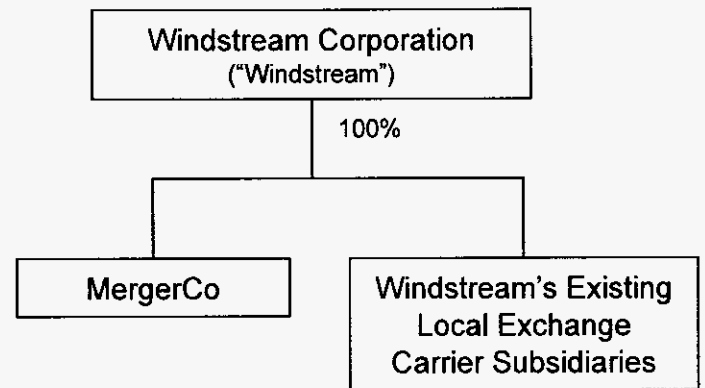 Windstream Corporation
("Windstream")
100%
MergerCo
Windstream's Existing
Local Exchange
Carrier Subsidiaries